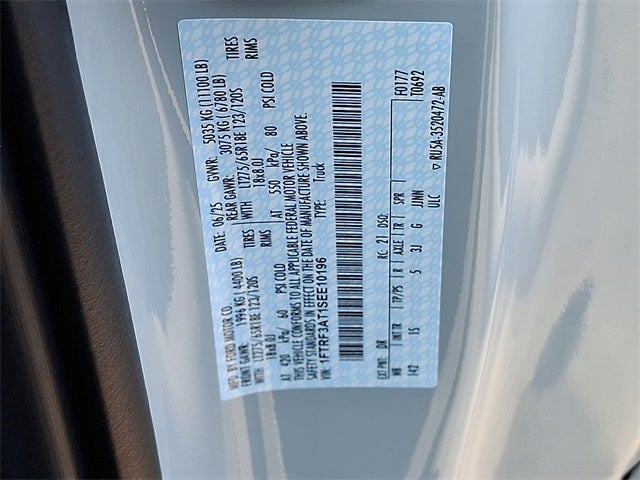 MFD. BY FORD MOTOR CO.
DATE: 06/25 GVWR: 5035 KG (11100 LB)
FRONT GAWR: 1996 KG (4400 LB) REAR GAWR: 3075 KG (6780 LB)
WITH LT275/65R18E 123/120S TIRES WITH LT275/65R18E 123/120S TIRES
18x8.0J RIMS 18x8.0J RIMS
AT 420 kPa/ 60 PSI COLD AT 550 kPa/ 80 PSI COLD
THIS VEHICLE CONFORMS TO ALL APPLICABLE FEDERAL MOTOR VEHICLE
SAFETY STANDARDS IN EFFECT ON THE DATE OF MANUFACTURE SHOWN ABOVE.
VIN: 1FTRF3AT1SEE10196 TYPE: Truck
F0177
T0692
EXT PNT: DR RC: 21 DSO:
WB INT TR TP/PS R AXLE TR SPR
142 15 5 3J G JJNN
ULC
▽ RU5A-3520472-AB